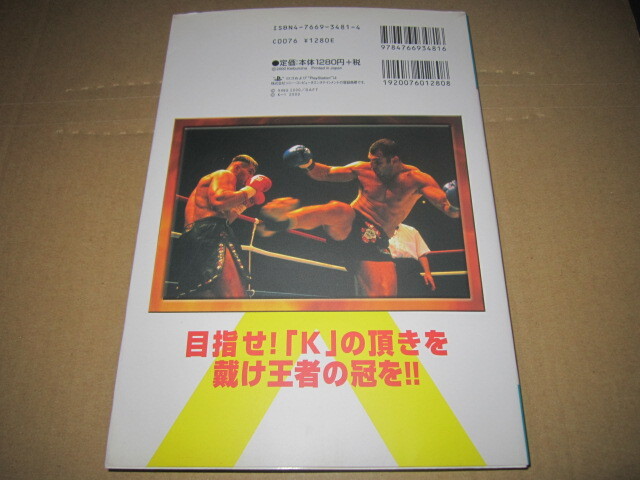 ISBN4-7669-3481-4
C0076 ¥1280E
●定価:本体1280円+税
9784766934816
1920076012808
目指せ!「K」の頂きを
戴け王者の冠を!!